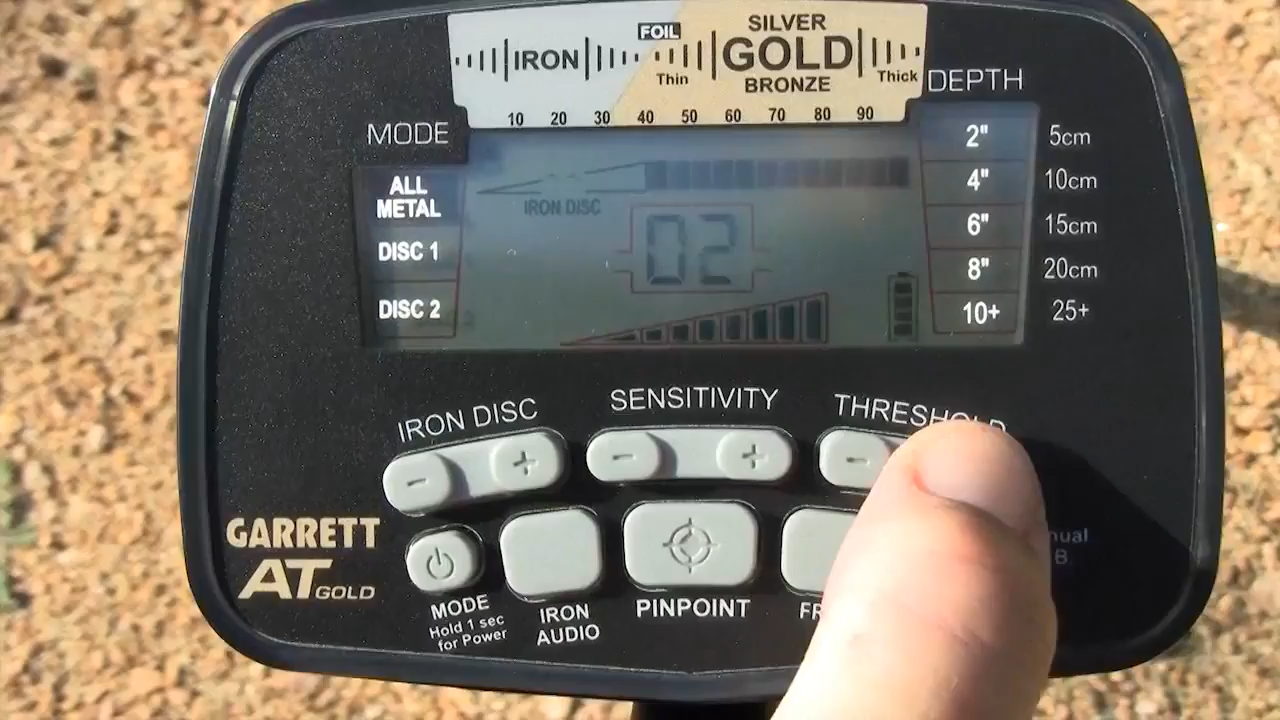 FOIL
SILVER
IRON
GOLD
Thin
BRONZE
Thick
10 20 30 40 50 60 70 80 90
DEPTH
MODE
2" 5cm
ALL
METAL
4" 10cm
IRON DISC
02
DISC 1
6" 15cm
8" 20cm
DISC 2
10+ 25+
IRON DISC
SENSITIVITY
THRESHOLD
- + - + -
GARRETT
AT GOLD
MODE
Hold 1 sec
for Power
IRON
AUDIO
PINPOINT